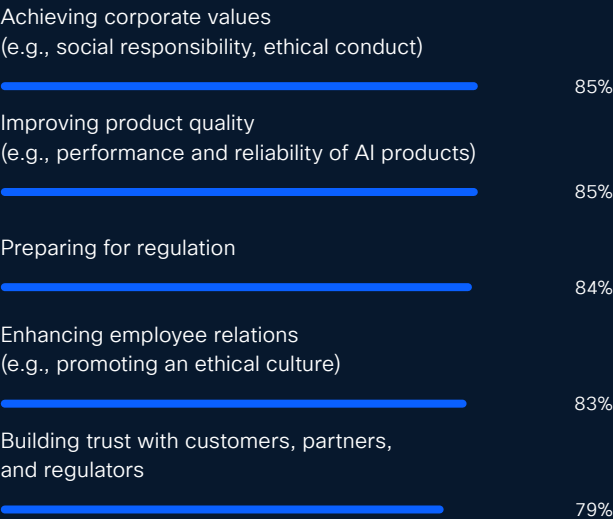 Achieving corporate values
(e.g., social responsibility, ethical conduct)
85%
Improving product quality
(e.g., performance and reliability of AI products)
85%
Preparing for regulation
84%
Enhancing employee relations
(e.g., promoting an ethical culture)
83%
Building trust with customers, partners,
and regulators
79%